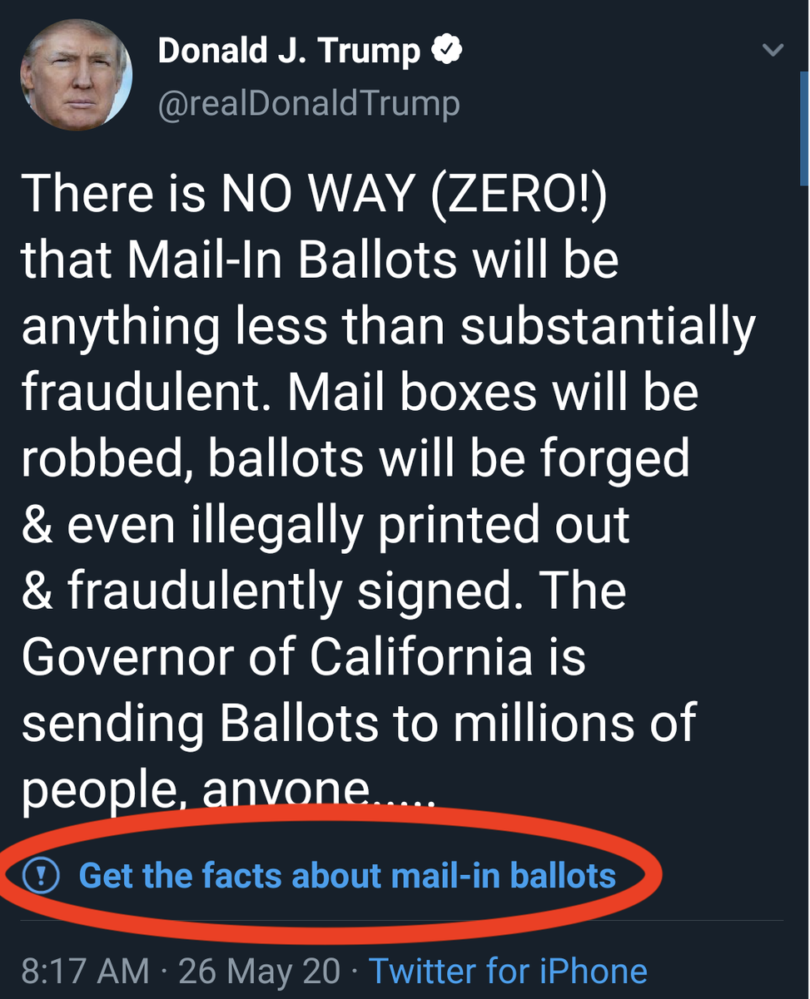 Donald J. Trump
@realDonaldTrump
There is NO WAY (ZERO!)
that Mail-In Ballots will be
anything less than substantially
fraudulent. Mail boxes will be
robbed, ballots will be forged
& even illegally printed out
& fraudulently signed. The
Governor of California is
sending Ballots to millions of
people, anyone.....
Get the facts about mail-in ballots
8:17 AM · 26 May 20 · Twitter for iPhone